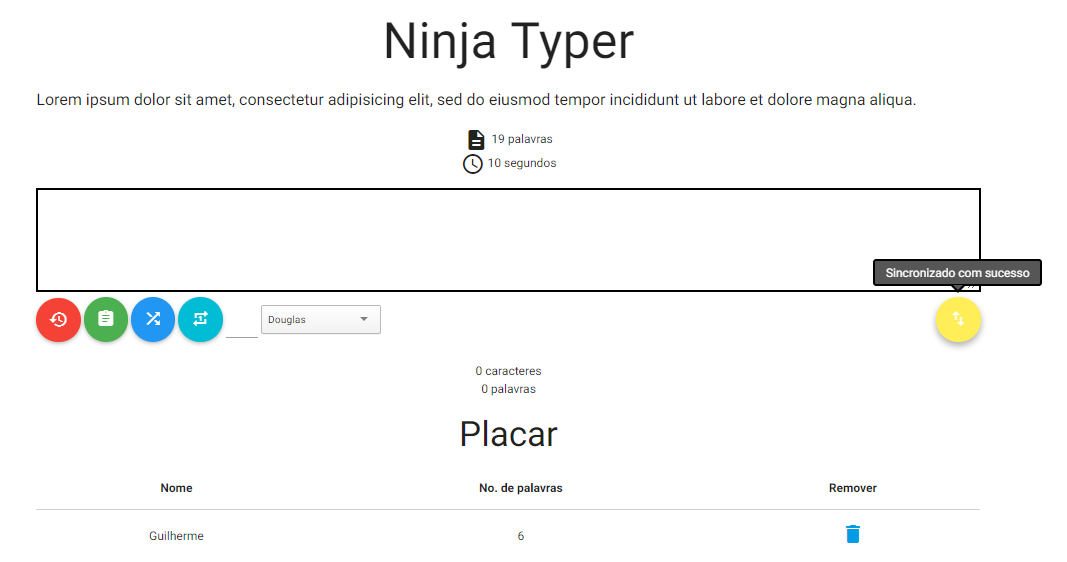 Ninja Typer
Lorem ipsum dolor sit amet, consectetur adipisicing elit, sed do eiusmod tempor incididunt ut labore et dolore magna aliqua.
19 palavras
10 segundos
Sincronizado com sucesso
Douglas
0 caracteres
0 palavras
Placar
Nome No. de palavras Remover
Guilherme 6